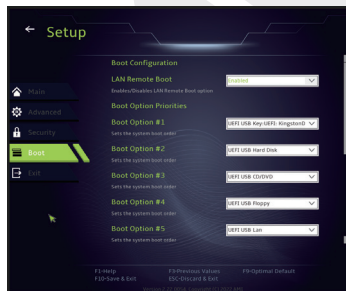 ← Setup
Boot Configuration
LAN Remote Boot
Enabled
Enables/Disables LAN Remote Boot option
Main
Boot Option Priorities
Advanced
Boot Option #1
UEFI USB Key:UEFI: KingstonD
Sets the system boot order
Security
Boot Option #2
UEFI USB Hard Disk
Sets the system boot order
Boot
Boot Option #3
UEFI USB CD/DVD
Sets the system boot order
Exit
Boot Option #4
UEFI USB Floppy
Sets the system boot order
Boot Option #5
UEFI USB Lan
Sets the system boot order
F1-Help
F3-Previous Values
F9-Optimal Default
F10-Save & Exit
ESC-Discard & Exit